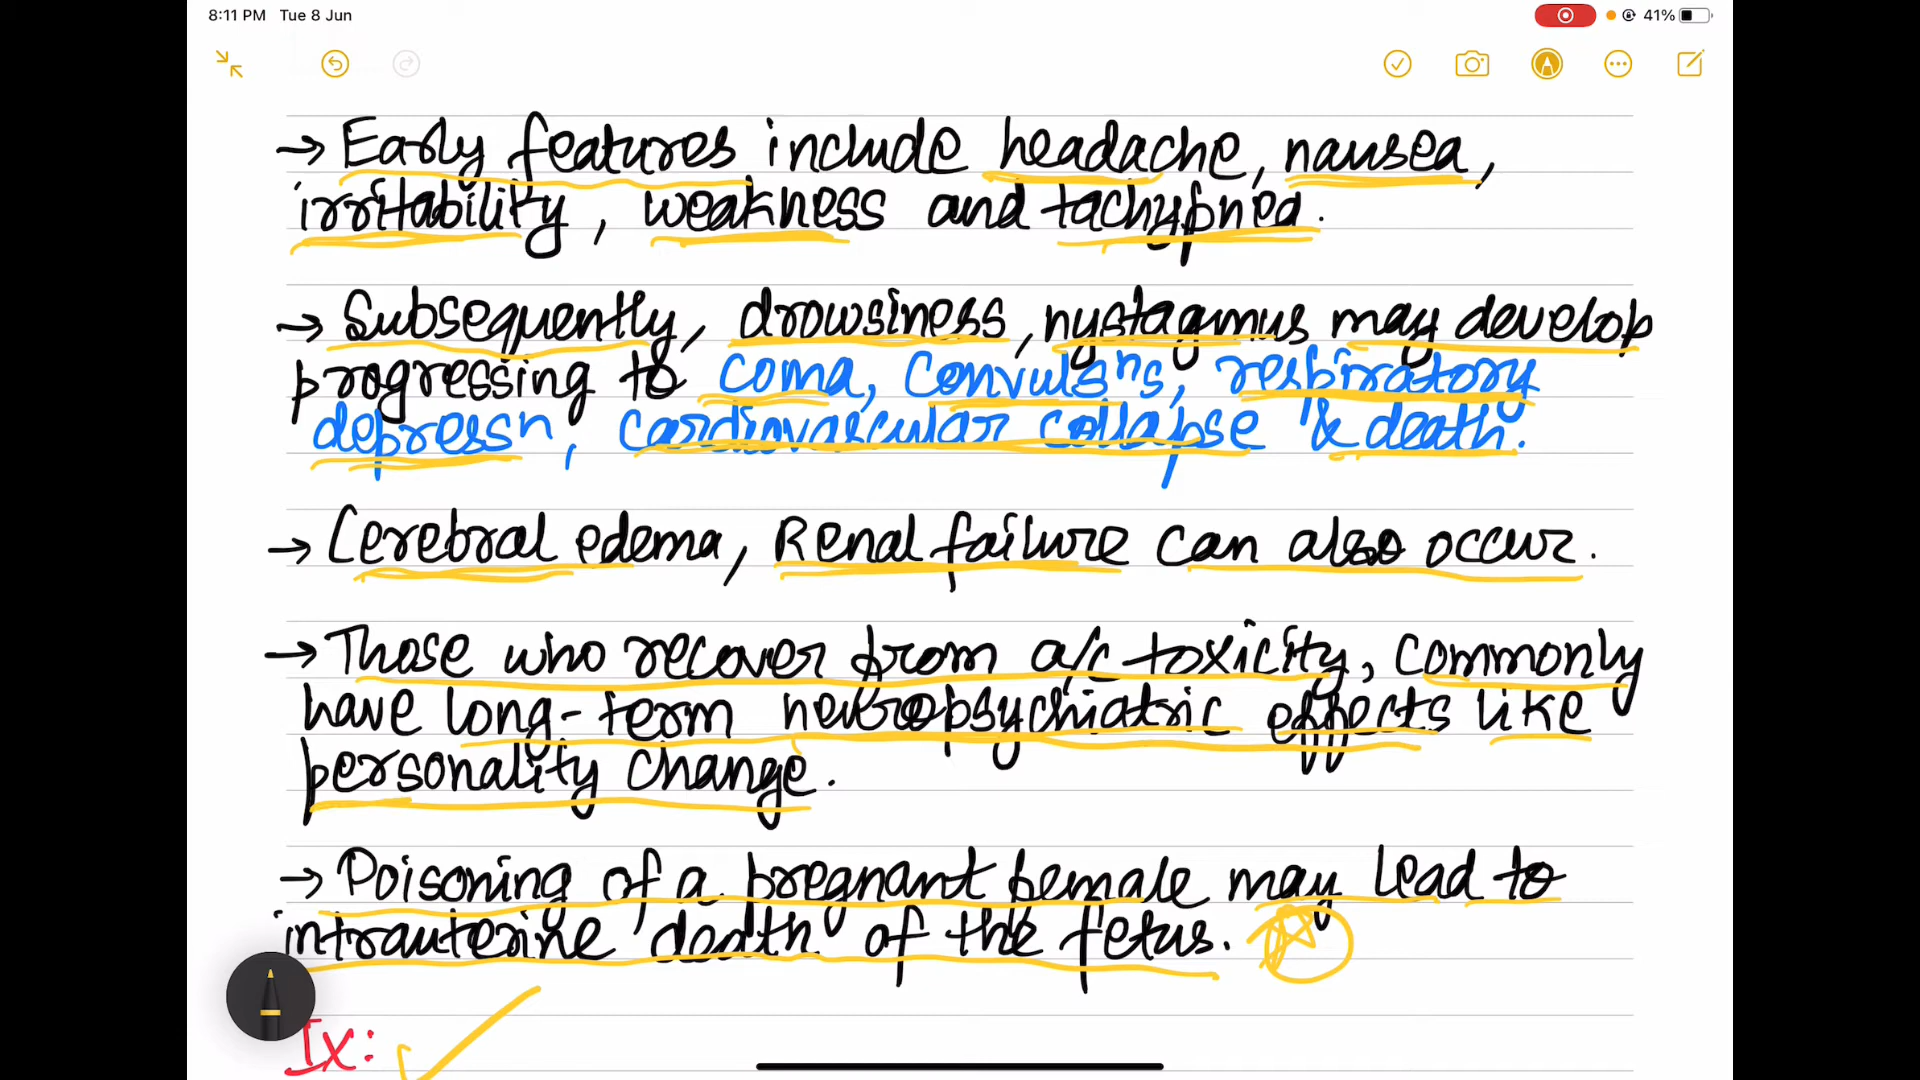 8:11 PM Tue 8 Jun
41%
→ Early features include headache, nausea,
irritability, weakness and tachypnea.
→ Subsequently, drowsiness, nystagmus may develop
progressing to coma, Convulsⁿs, respiratory
depressⁿ, cardiovascular collapse & death.
→ Cerebral edema, Renal failure can also occur.
→ Those who recover from a/c toxicity, commonly
have long-term neuropsychiatric effects like
personality change.
→ Poisoning of a pregnant female may lead to
intrauterine death of the fetus.
Ix: